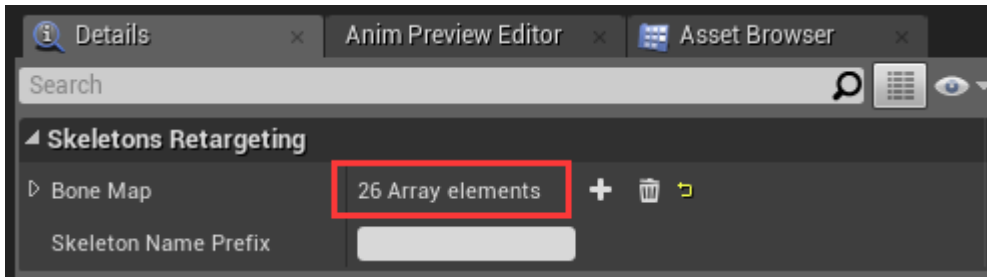 Details Anim Preview Editor Asset Browser
Search
Skeletons Retargeting
Bone Map 26 Array elements
Skeleton Name Prefix